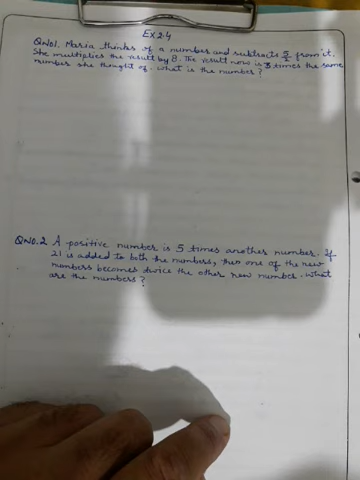 Ex 2.4
QNo1. Maria thinks of a number and subtracts 5/2 from it.
She multiplies the result by 8. The result now is 3 times the same
number she thought of. What is the number?
QNo.2 A positive number is 5 times another number. If
21 is added to both the numbers, then one of the new
numbers becomes twice the other new number. What
are the numbers?